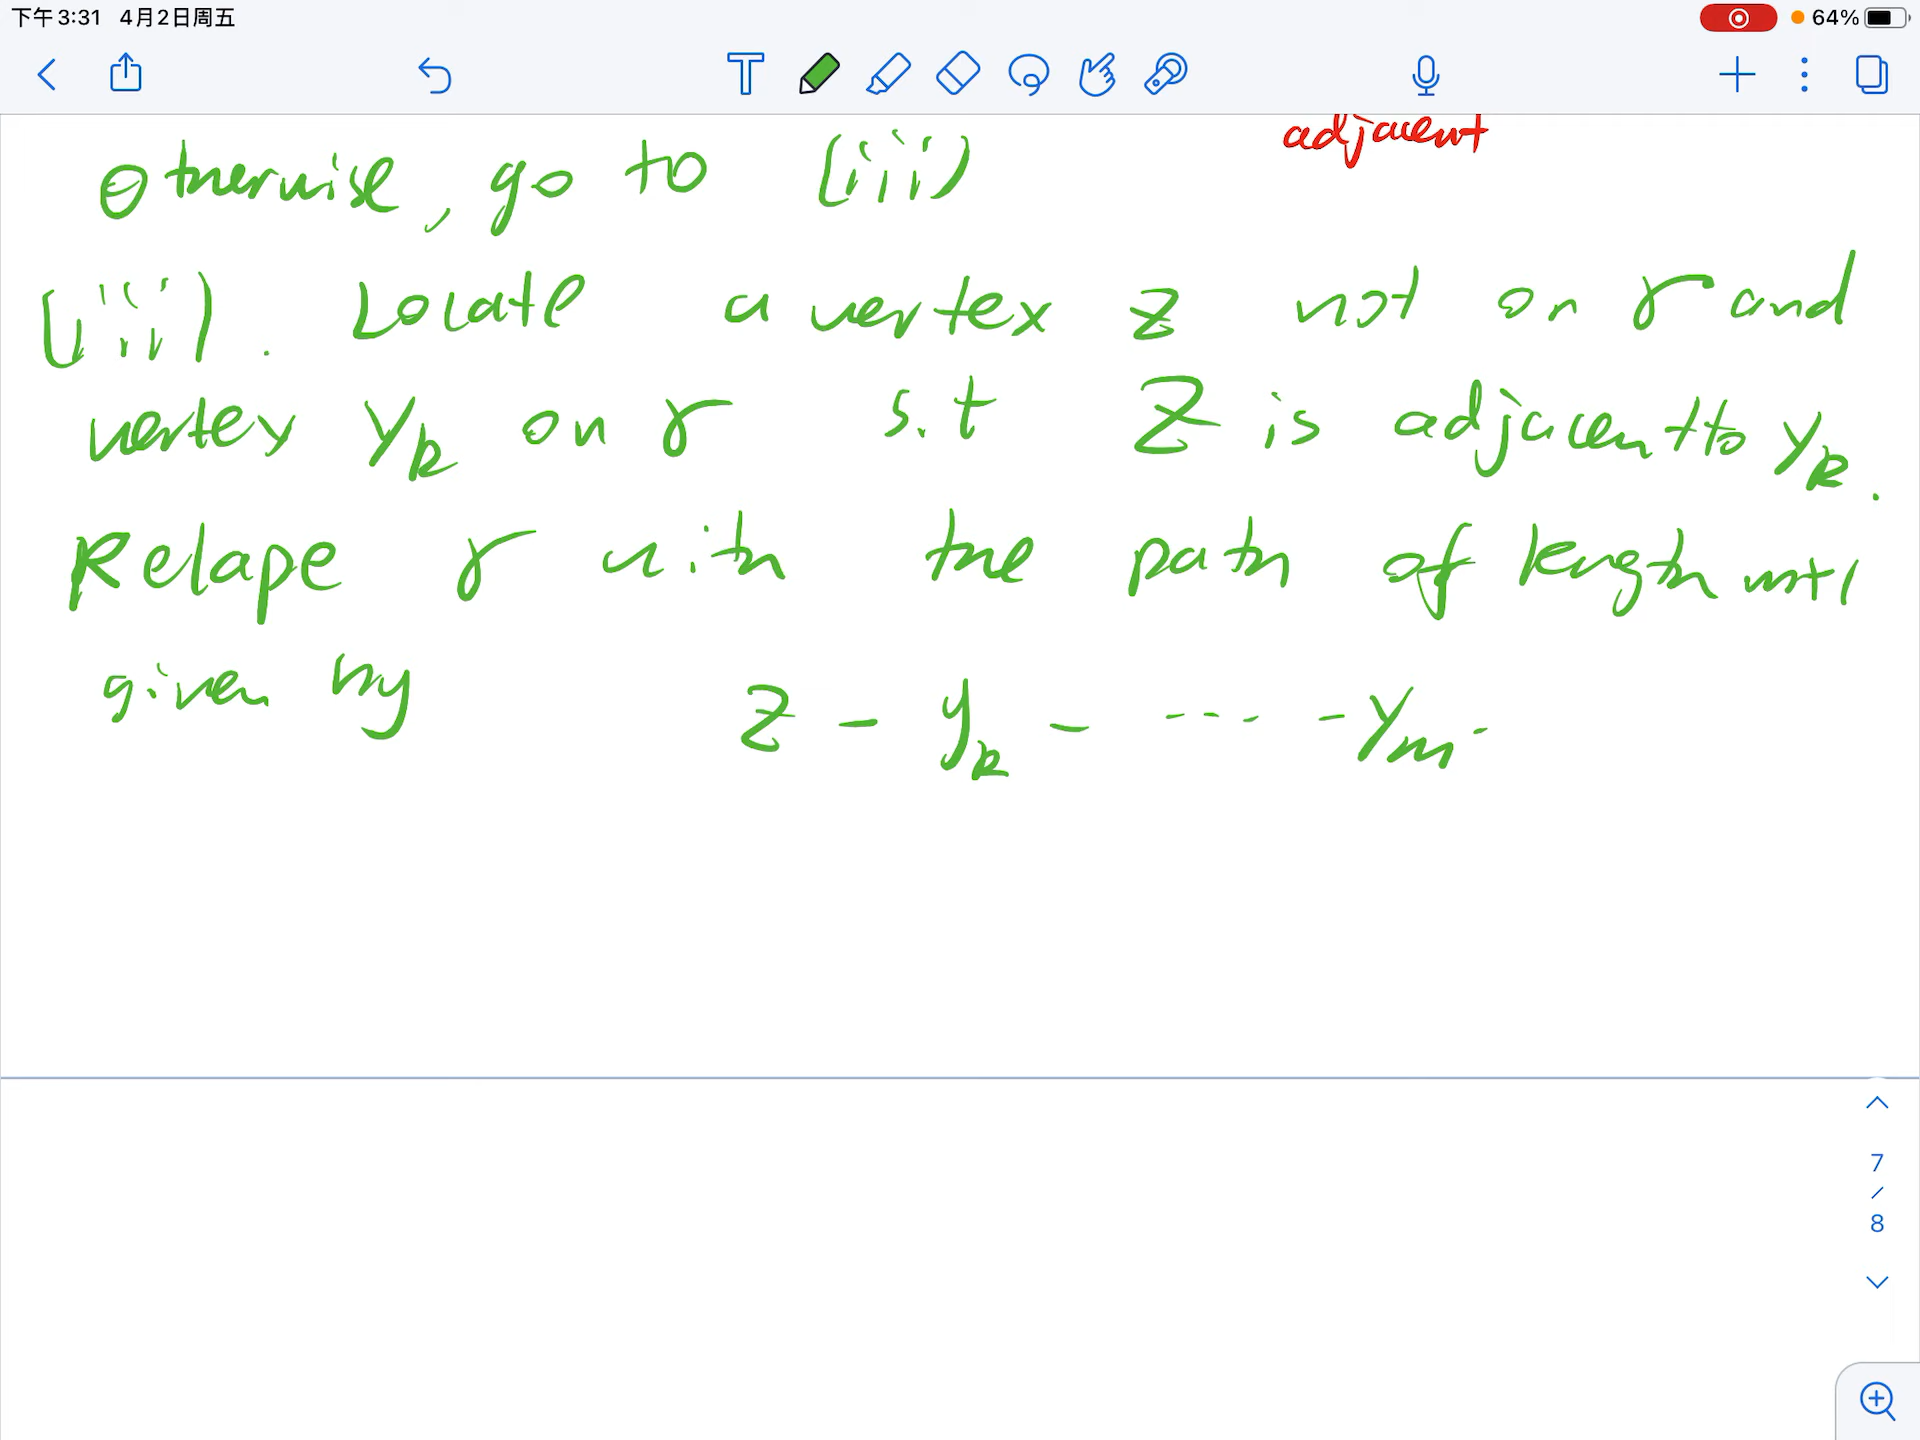 下午3:31 4月2日周五
64%
T
adjacent
Otherwise, go to (iii)
(iii). Locate a vertex z not on γ and
vertex yk on γ s.t z is adjacent to yk.
Relape γ with the path of length m+1
given by z - yk - ---- - ym.
7
/
8